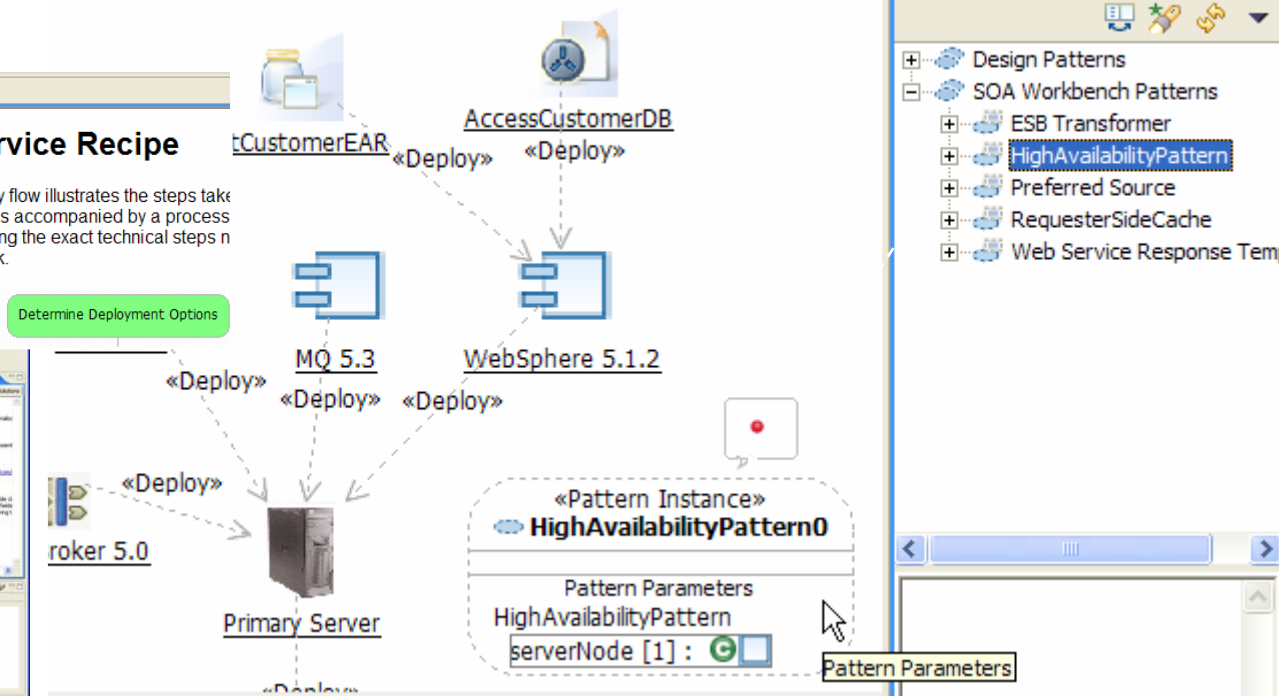 rvice Recipe
y flow illustrates the steps take
s accompanied by a process
ng the exact technical steps n
k.
Determine Deployment Options
tCustomerEAR
AccessCustomerDB
«Deploy»
«Deploy»
MQ 5.3
WebSphere 5.1.2
«Deploy»
«Deploy»
«Deploy»
«Deploy»
roker 5.0
Primary Server
«Deploy»
«Pattern Instance»
HighAvailabilityPattern0
Pattern Parameters
HighAvailabilityPattern
serverNode [1] :
C
Pattern Parameters
Design Patterns
SOA Workbench Patterns
ESB Transformer
HighAvailabilityPattern
Preferred Source
RequesterSideCache
Web Service Response Tem